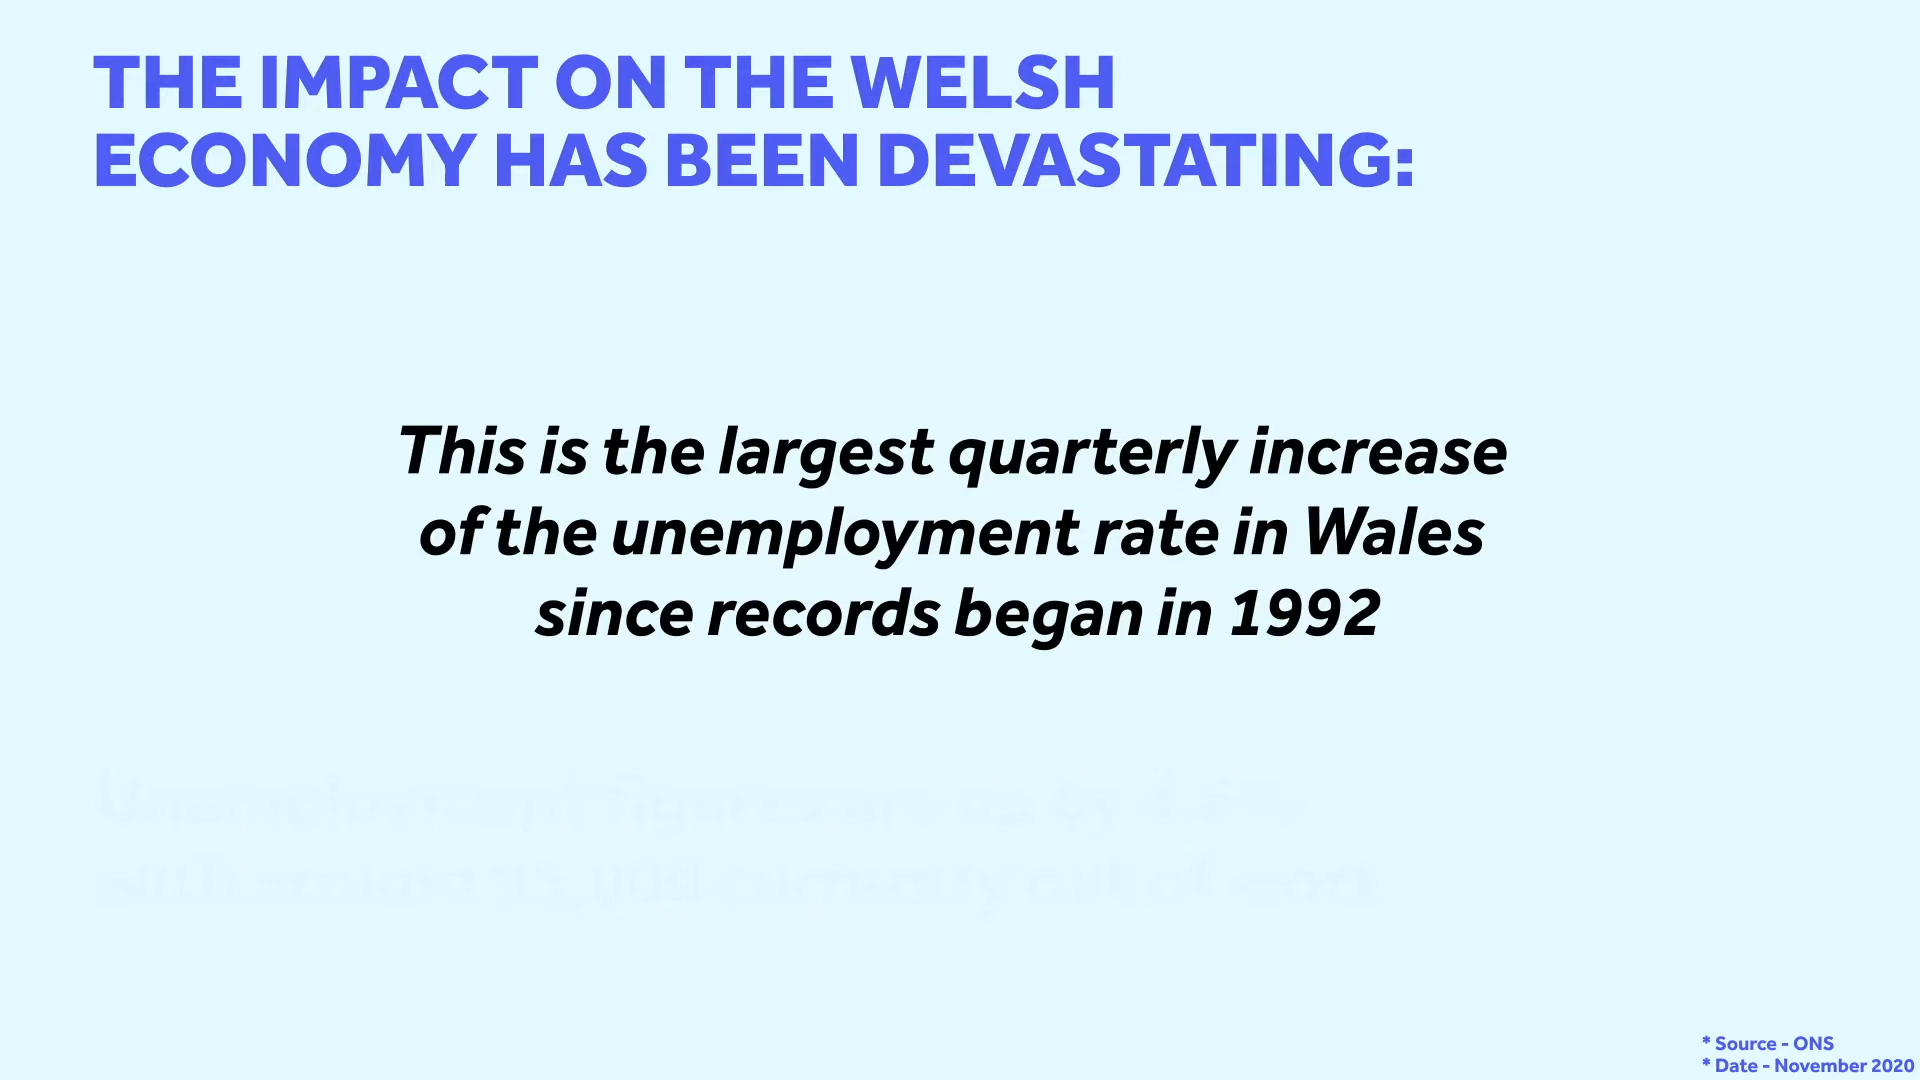 THE IMPACT ON THE WELSH
ECONOMY HAS BEEN DEVASTATING:
This is the largest quarterly increase
of the unemployment rate in Wales
since records began in 1992
* Source - ONS
* Date - November 2020